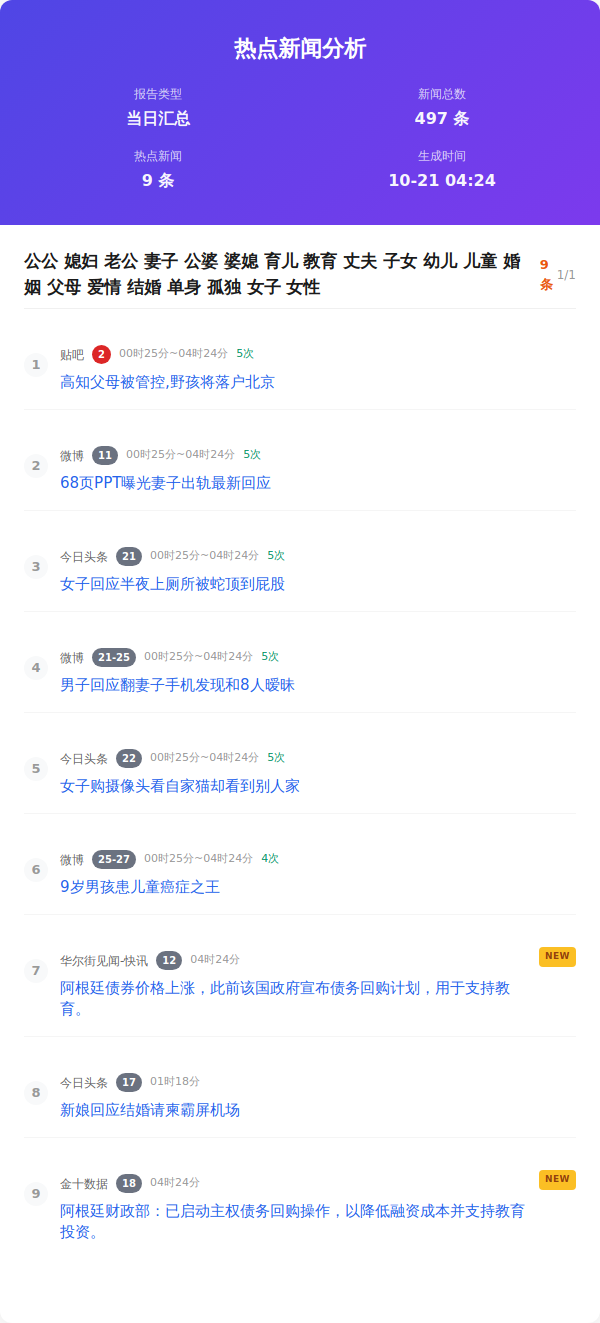 热点新闻分析
报告类型
新闻总数
当日汇总
497 条
热点新闻
生成时间
9 条
10-21 04:24
公公 媳妇 老公 妻子 公婆 婆媳 育儿 教育 丈夫 子女 幼儿 儿童 婚
姻 父母 爱情 结婚 单身 孤独 女子 女性
9
条
1/1
1
贴吧 2 00时25分~04时24分 5次
高知父母被管控,野孩将落户北京
2
微博 11 00时25分~04时24分 5次
68页PPT曝光妻子出轨最新回应
3
今日头条 21 00时25分~04时24分 5次
女子回应半夜上厕所被蛇顶到屁股
4
微博 21-25 00时25分~04时24分 5次
男子回应翻妻子手机发现和8人暧昧
5
今日头条 22 00时25分~04时24分 5次
女子购摄像头看自家猫却看到别人家
6
微博 25-27 00时25分~04时24分 4次
9岁男孩患儿童癌症之王
7
华尔街见闻-快讯 12 04时24分
NEW
阿根廷债券价格上涨，此前该国政府宣布债务回购计划，用于支持教
育。
8
今日头条 17 01时18分
新娘回应结婚请柬霸屏机场
9
金十数据 18 04时24分
NEW
阿根廷财政部：已启动主权债务回购操作，以降低融资成本并支持教育
投资。